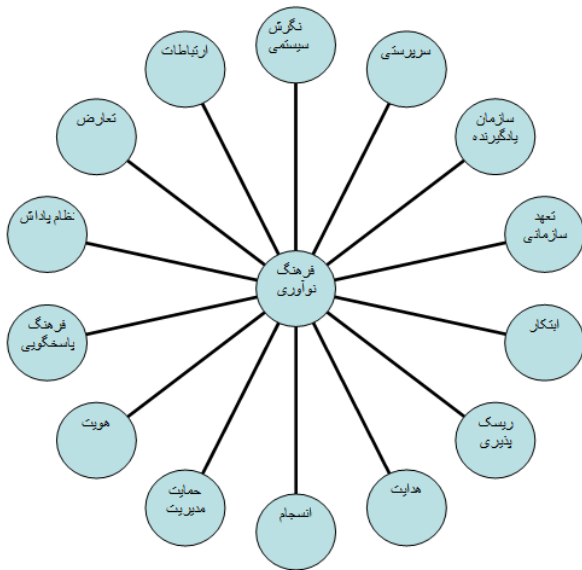 نگرش
سیستمی
سرپرستی
سازمان
یادگیرنده
تعهد
سازمانی
ابتکار
ریسک
پذیری
هدایت
انسجام
حمایت
مدیریت
هویت
فرهنگ
پاسخگویی
نظام پاداش
تعارض
ارتباطات
فرهنگ
نوآوری